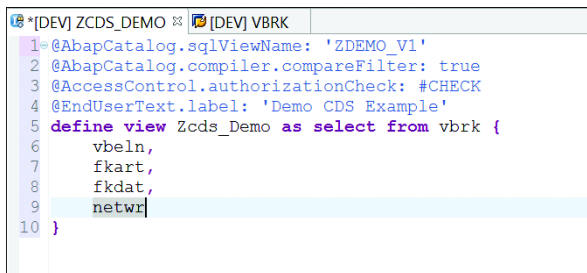 *[DEV] ZCDS_DEMO [DEV] VBRK
1 @AbapCatalog.sqlViewName: 'ZDEMO_V1'
2 @AbapCatalog.compiler.compareFilter: true
3 @AccessControl.authorizationCheck: #CHECK
4 @EndUserText.label: 'Demo CDS Example'
5 define view Zcds_Demo as select from vbrk {
6 vbeln,
7 fkart,
8 fkdat,
9 netwr
10 }